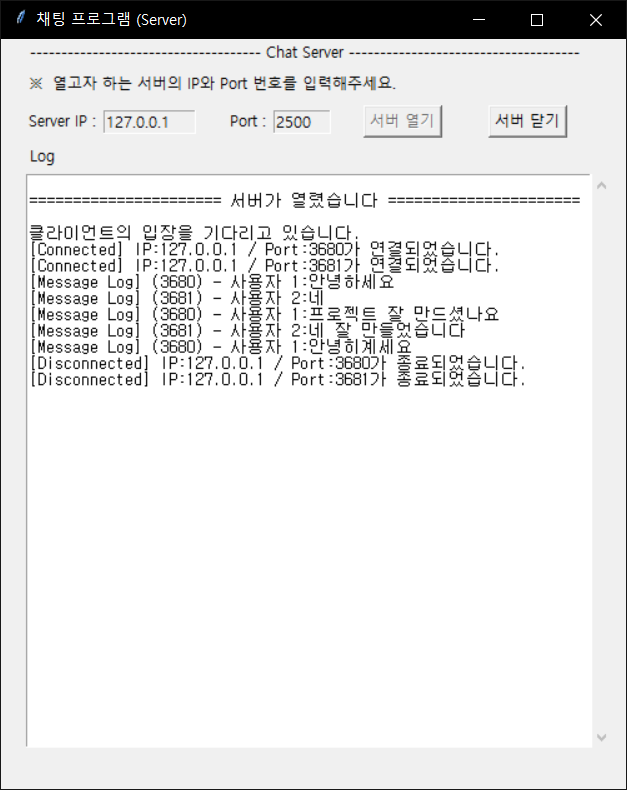 채팅 프로그램 (Server)
------------------------------------ Chat Server ------------------------------------
※ 열고자 하는 서버의 IP와 Port 번호를 입력해주세요.
Server IP : 127.0.0.1 Port : 2500 서버 열기 서버 닫기
Log
====================== 서버가 열렸습니다 ======================
클라이언트의 입장을 기다리고 있습니다.
[Connected] IP:127.0.0.1 / Port:3680가 연결되었습니다.
[Connected] IP:127.0.0.1 / Port:3681가 연결되었습니다.
[Message Log] (3680) - 사용자 1:안녕하세요
[Message Log] (3681) - 사용자 2:네
[Message Log] (3680) - 사용자 1:프로젝트 잘 만드셨나요
[Message Log] (3681) - 사용자 2:네 잘 만들었습니다
[Message Log] (3680) - 사용자 1:안녕히계세요
[Disconnected] IP:127.0.0.1 / Port:3680가 종료되었습니다.
[Disconnected] IP:127.0.0.1 / Port:3681가 종료되었습니다.